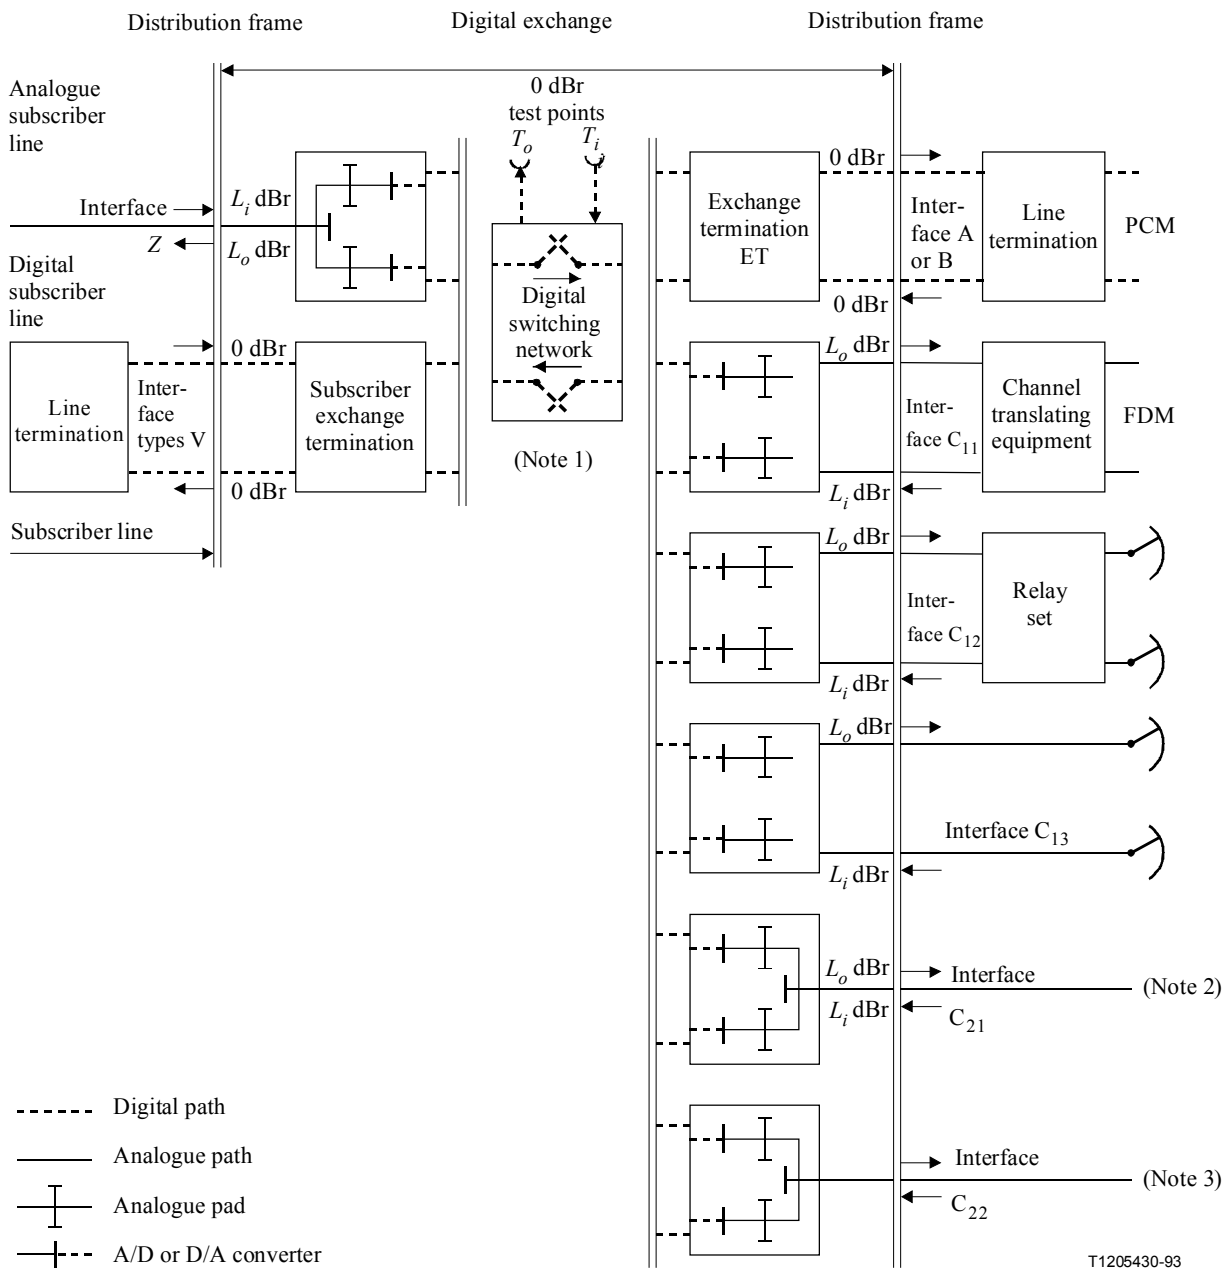 Distribution frame
Digital exchange
Distribution frame
Analogue
subscriber
line
0 dBr
test points
T_o
T_i
Interface
Z
L_i dBr
L_o dBr
Exchange
termination
ET
0 dBr
Inter-
face A
or B
0 dBr
Line
termination
PCM
Digital
subscriber
line
Digital
switching
network
(Note 1)
Line
termination
0 dBr
Inter-
face
types V
0 dBr
Subscriber
exchange
termination
L_o dBr
Inter-
face C_11
L_i dBr
Channel
translating
equipment
FDM
Subscriber line
L_o dBr
Inter-
face C_12
L_i dBr
Relay
set
L_o dBr
Interface C_13
L_i dBr
L_o dBr
Interface
(Note 2)
L_i dBr
C_21
Interface
(Note 3)
C_22
Digital path
Analogue path
Analogue pad
A/D or D/A converter
T1205430-93